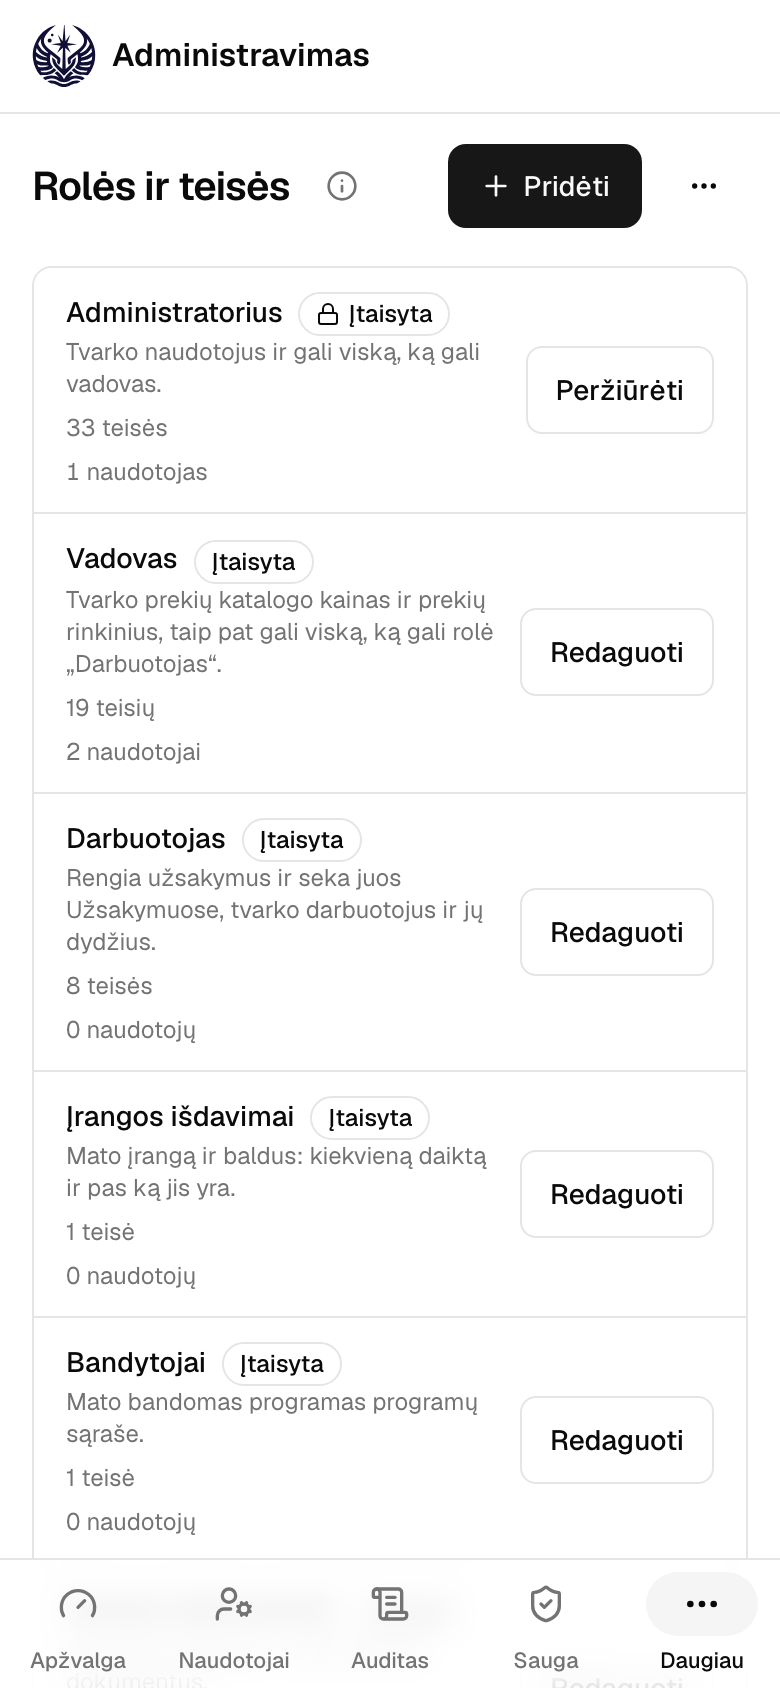 Administravimas
Rolės ir teisės
Pridėti
Administratorius
Įtaisyta
Tvarko naudotojus ir gali viską, ką gali
vadovas.
33 teisės
1 naudotojas
Peržiūrėti
Vadovas
Įtaisyta
Tvarko prekių katalogo kainas ir prekių
rinkinius, taip pat gali viską, ką gali rolė
„Darbuotojas“.
19 teisių
2 naudotojai
Redaguoti
Darbuotojas
Įtaisyta
Rengia užsakymus ir seka juos
Užsakymuose, tvarko darbuotojus ir jų
dydžius.
8 teisės
0 naudotojų
Redaguoti
Įrangos išdavimai
Įtaisyta
Mato įrangą ir baldus: kiekvieną daiktą
ir pas ką jis yra.
1 teisė
0 naudotojų
Redaguoti
Bandytojai
Įtaisyta
Mato bandomas programas programų
sąraše.
1 teisė
0 naudotojų
Redaguoti
Apžvalga
Naudotojai
Auditas
Sauga
Daugiau
dokumentus.
Redaguoti